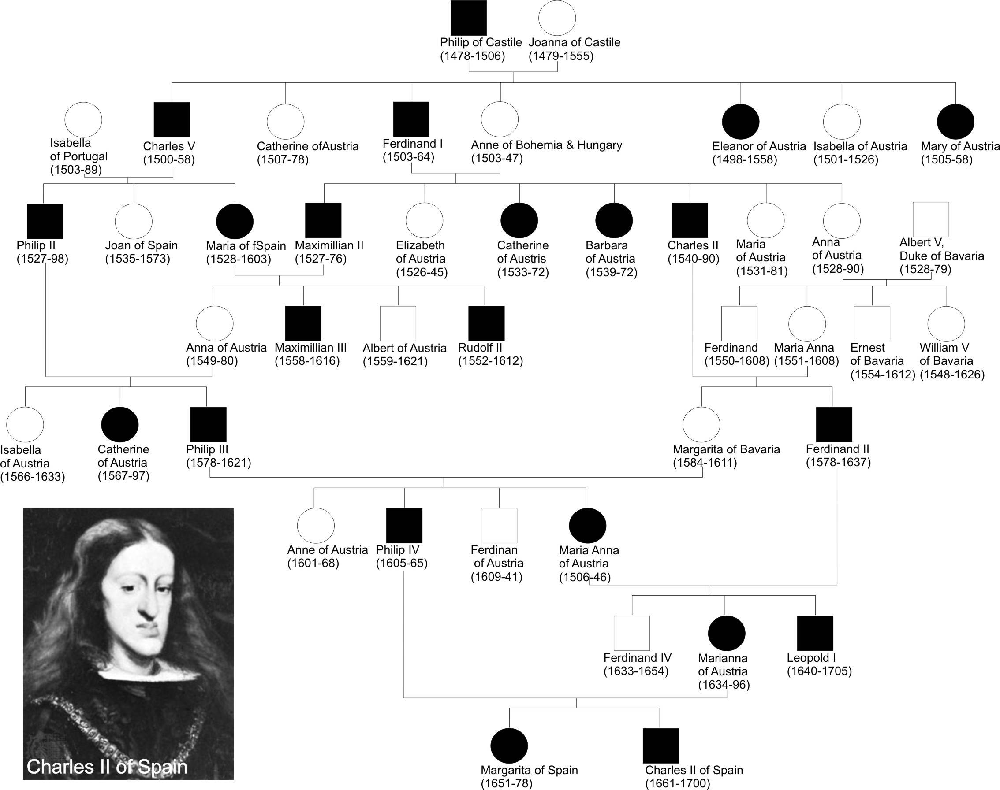 Philip of Castile
(1478-1506)
Joanna of Castile
(1479-1555)
Isabella
of Portugal
(1503-89)
Charles V
(1500-58)
Catherine ofAustria
(1507-78)
Ferdinand I
(1503-64)
Anne of Bohemia & Hungary
(1503-47)
Eleanor of Austria
(1498-1558)
Isabella of Austria
(1501-1526)
Mary of Austria
(1505-58)
Philip II
(1527-98)
Joan of Spain
(1535-1573)
Maria of fSpain
(1528-1603)
Maximillian II
(1527-76)
Elizabeth
of Austria
(1526-45)
Catherine
of Austris
(1533-72)
Barbara
of Austria
(1539-72)
Charles II
(1540-90)
Maria
of Austria
(1531-81)
Anna
of Austria
(1528-90)
Albert V,
Duke of Bavaria
(1528-79)
Anna of Austria
(1549-80)
Maximillian III
(1558-1616)
Albert of Austria
(1559-1621)
Rudolf II
(1552-1612)
Ferdinand
(1550-1608)
Maria Anna
(1551-1608)
Ernest
of Bavaria
(1554-1612)
William V
of Bavaria
(1548-1626)
Isabella
of Austria
(1566-1633)
Catherine
of Austria
(1567-97)
Philip III
(1578-1621)
Margarita of Bavaria
(1584-1611)
Ferdinand II
(1578-1637)
Anne of Austria
(1601-68)
Philip IV
(1605-65)
Ferdinan
of Austria
(1609-41)
Maria Anna
of Austria
(1506-46)
Ferdinand IV
(1633-1654)
Marianna
of Austria
(1634-96)
Leopold I
(1640-1705)
Margarita of Spain
(1651-78)
Charles II of Spain
(1661-1700)
Charles II of Spain